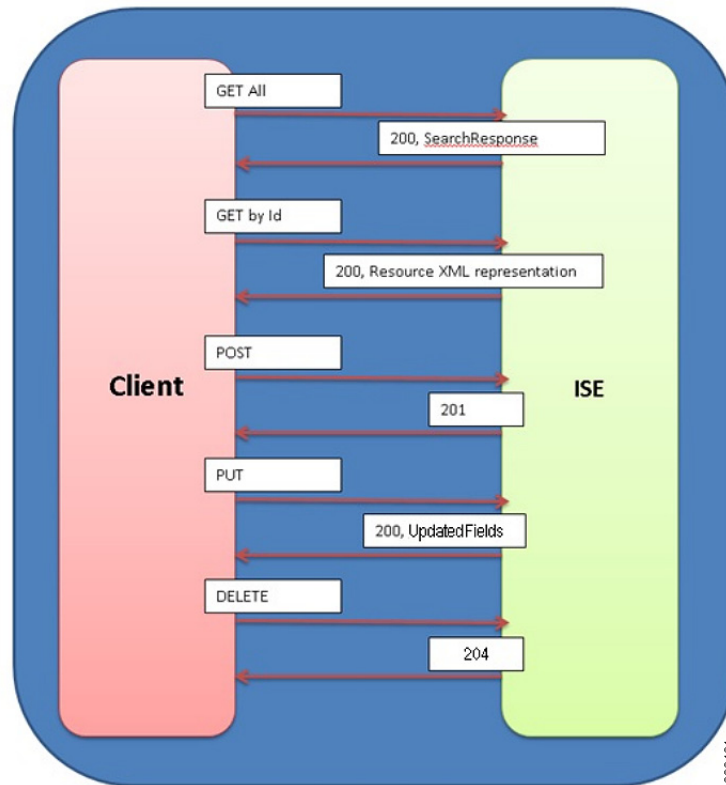 GET All
200, SearchResponse
GET by Id
200, Resource XML representation
POST
Client
ISE
201
PUT
200, UpdatedFields
DELETE
204